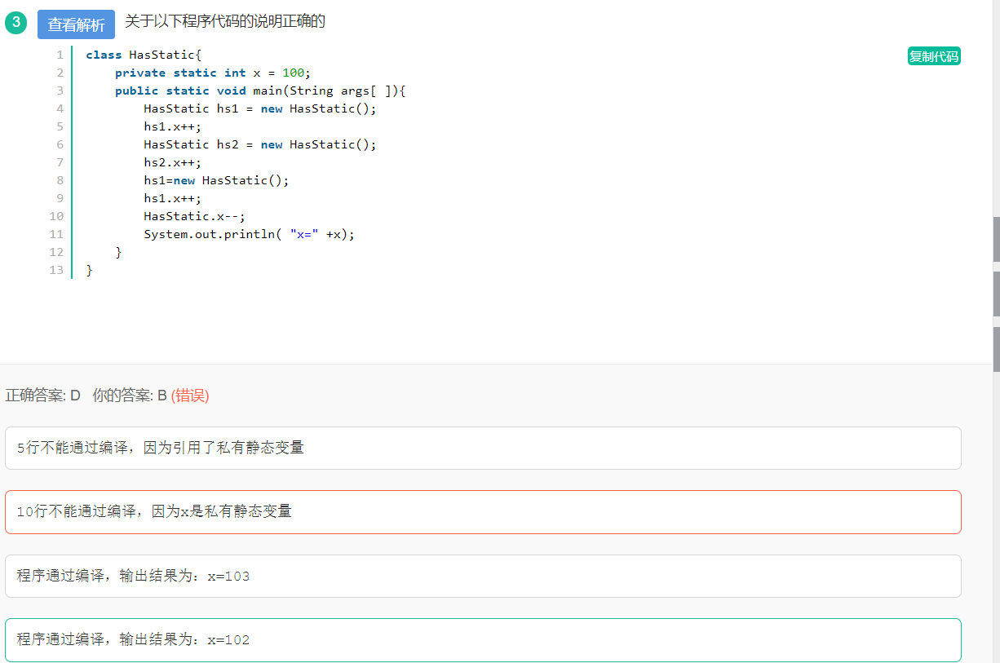 3 查看解析 关于以下程序代码的说明正确的
复制代码
1 class HasStatic{
2     private static int x = 100;
3     public static void main(String args[ ]){
4         HasStatic hs1 = new HasStatic();
5         hs1.x++;
6         HasStatic hs2 = new HasStatic();
7         hs2.x++;
8         hs1=new HasStatic();
9         hs1.x++;
10         HasStatic.x--;
11         System.out.println( "x=" +x);
12     }
13 }
正确答案: D 你的答案: B (错误)
5行不能通过编译，因为引用了私有静态变量
10行不能通过编译，因为x是私有静态变量
程序通过编译，输出结果为：x=103
程序通过编译，输出结果为：x=102